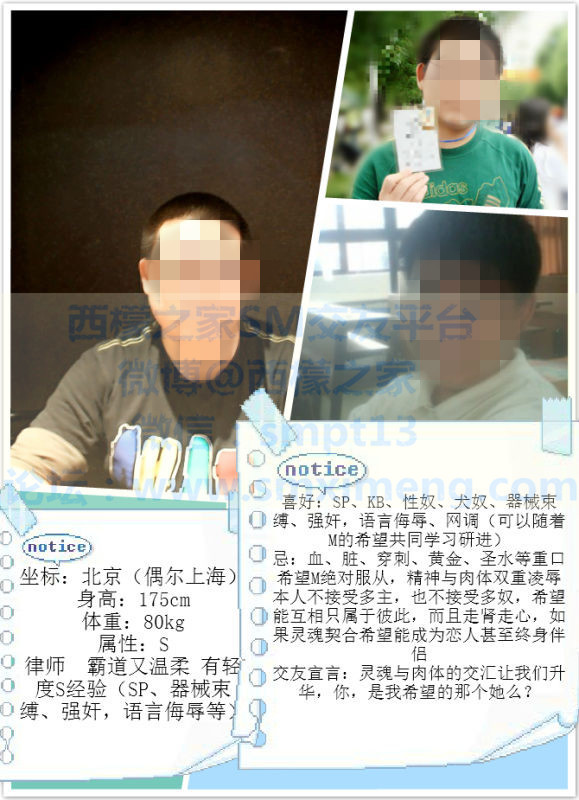 adidas
西檬之家SM交友平台
微博@西檬之家
微信：smpt13
论坛：www.smximeng.com
notice
坐标：北京（偶尔上海）
身高：175cm
体重：80kg
属性：S
律师 霸道又温柔 有轻
度S经验（SP、器械束
缚、强奸，语言侮辱等）
notice
喜好：SP、KB、性奴、犬奴、器械束
缚、强奸，语言侮辱、网调（可以随着
M的希望共同学习研进）
忌：血、脏、穿刺、黄金、圣水等重口
希望M绝对服从，精神与肉体双重凌辱
本人不接受多主，也不接受多奴，希望
能互相只属于彼此，而且走肾走心，如
果灵魂契合希望能成为恋人甚至终身伴
侣
交友宣言：灵魂与肉体的交汇让我们升
华，你，是我希望的那个她么？